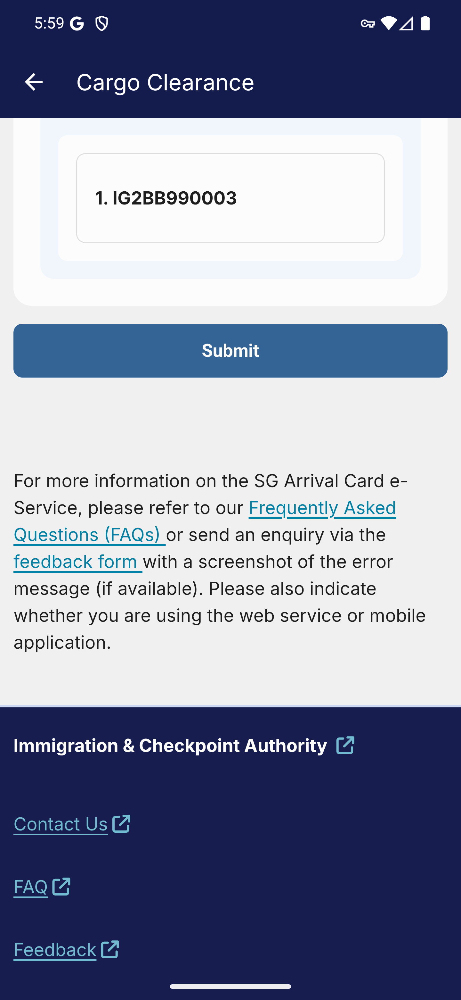 5:59
Cargo Clearance
1. IG2BB990003
Submit
For more information on the SG Arrival Card e-
Service, please refer to our Frequently Asked
Questions (FAQs) or send an enquiry via the
feedback form with a screenshot of the error
message (if available). Please also indicate
whether you are using the web service or mobile
application.
Immigration & Checkpoint Authority
Contact Us
FAQ
Feedback